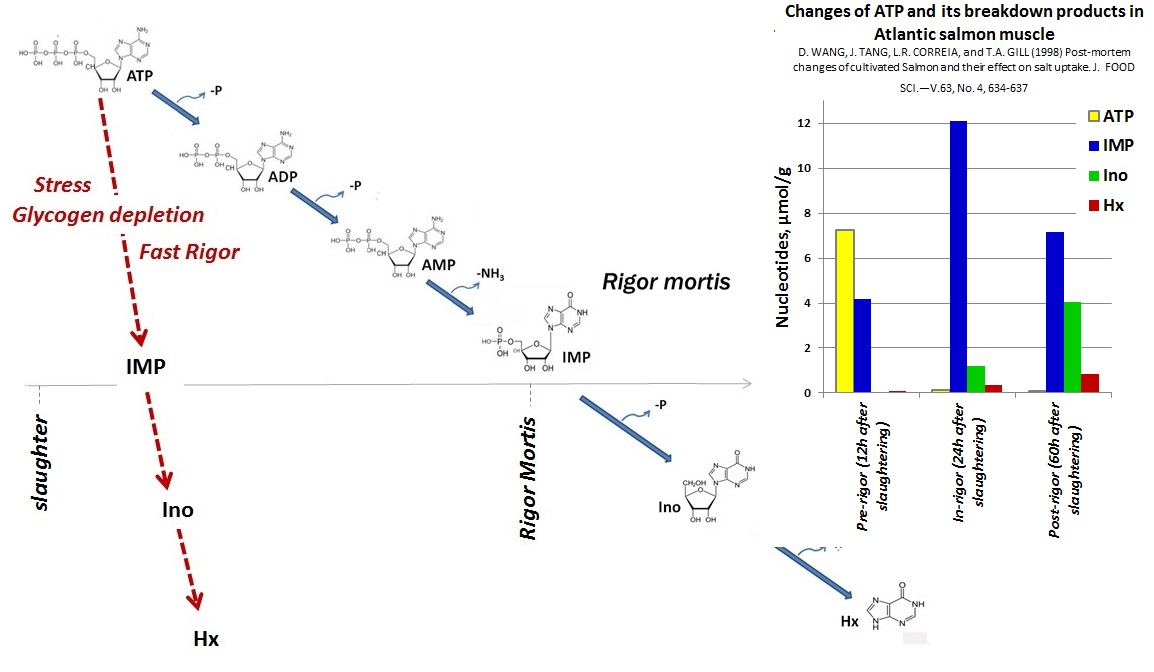 Changes of ATP and its breakdown products in
Atlantic salmon muscle
D. WANG, J. TANG, L.R. CORREIA, and T.A. GILL (1998) Post-mortem
changes of cultivated Salmon and their effect on salt uptake. J. FOOD
SCI.—V.63, No. 4, 634-637
Nucleotides, µmol/g
12
10
8
6
4
2
0
ATP
IMP
Ino
Hx
Pre-rigor (12h after
slaughtering)
In-rigor (24h after
slaughtering)
Post-rigor (60h after
slaughtering)
ATP
-P
ADP
-P
AMP
-NH₃
IMP
-P
Ino
Hx
Stress
Glycogen depletion
Fast Rigor
IMP
Ino
Hx
Rigor mortis
slaughter
Rigor Mortis